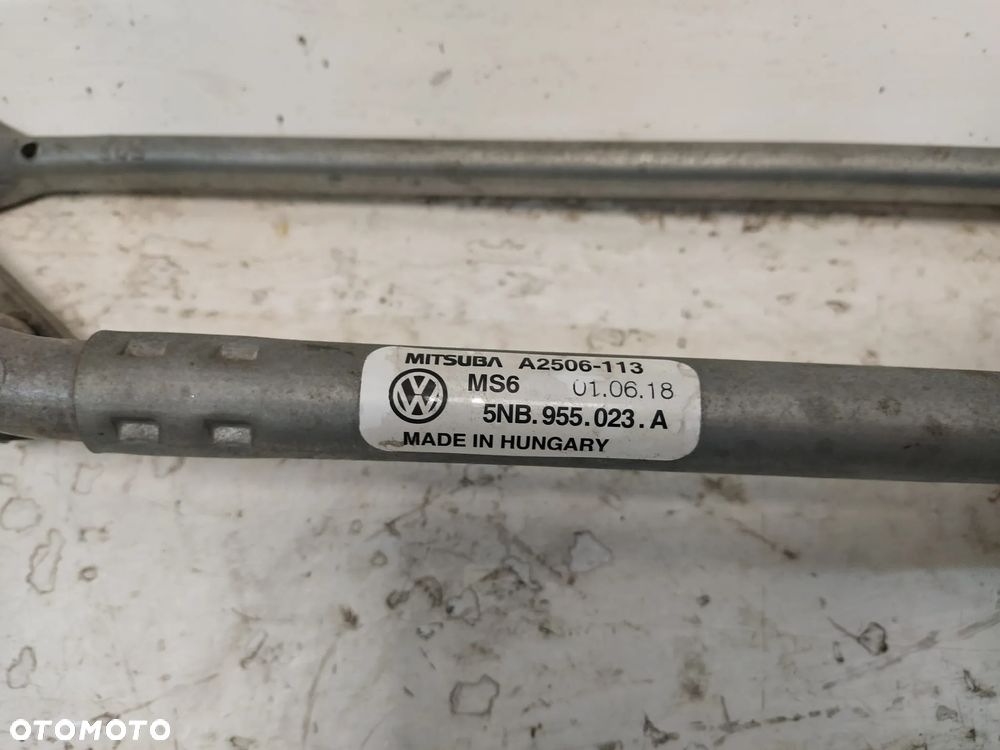 MITSUBA A2506-113
MS6 01.06.18
5NB.955.023.A
MADE IN HUNGARY
OTOMOTO